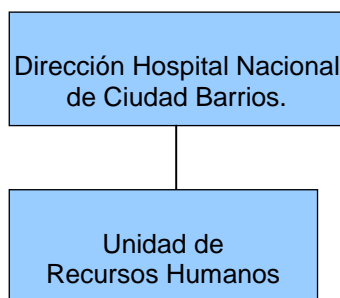 Dirección Hospital Nacional
de Ciudad Barrios.
Unidad de
Recursos Humanos